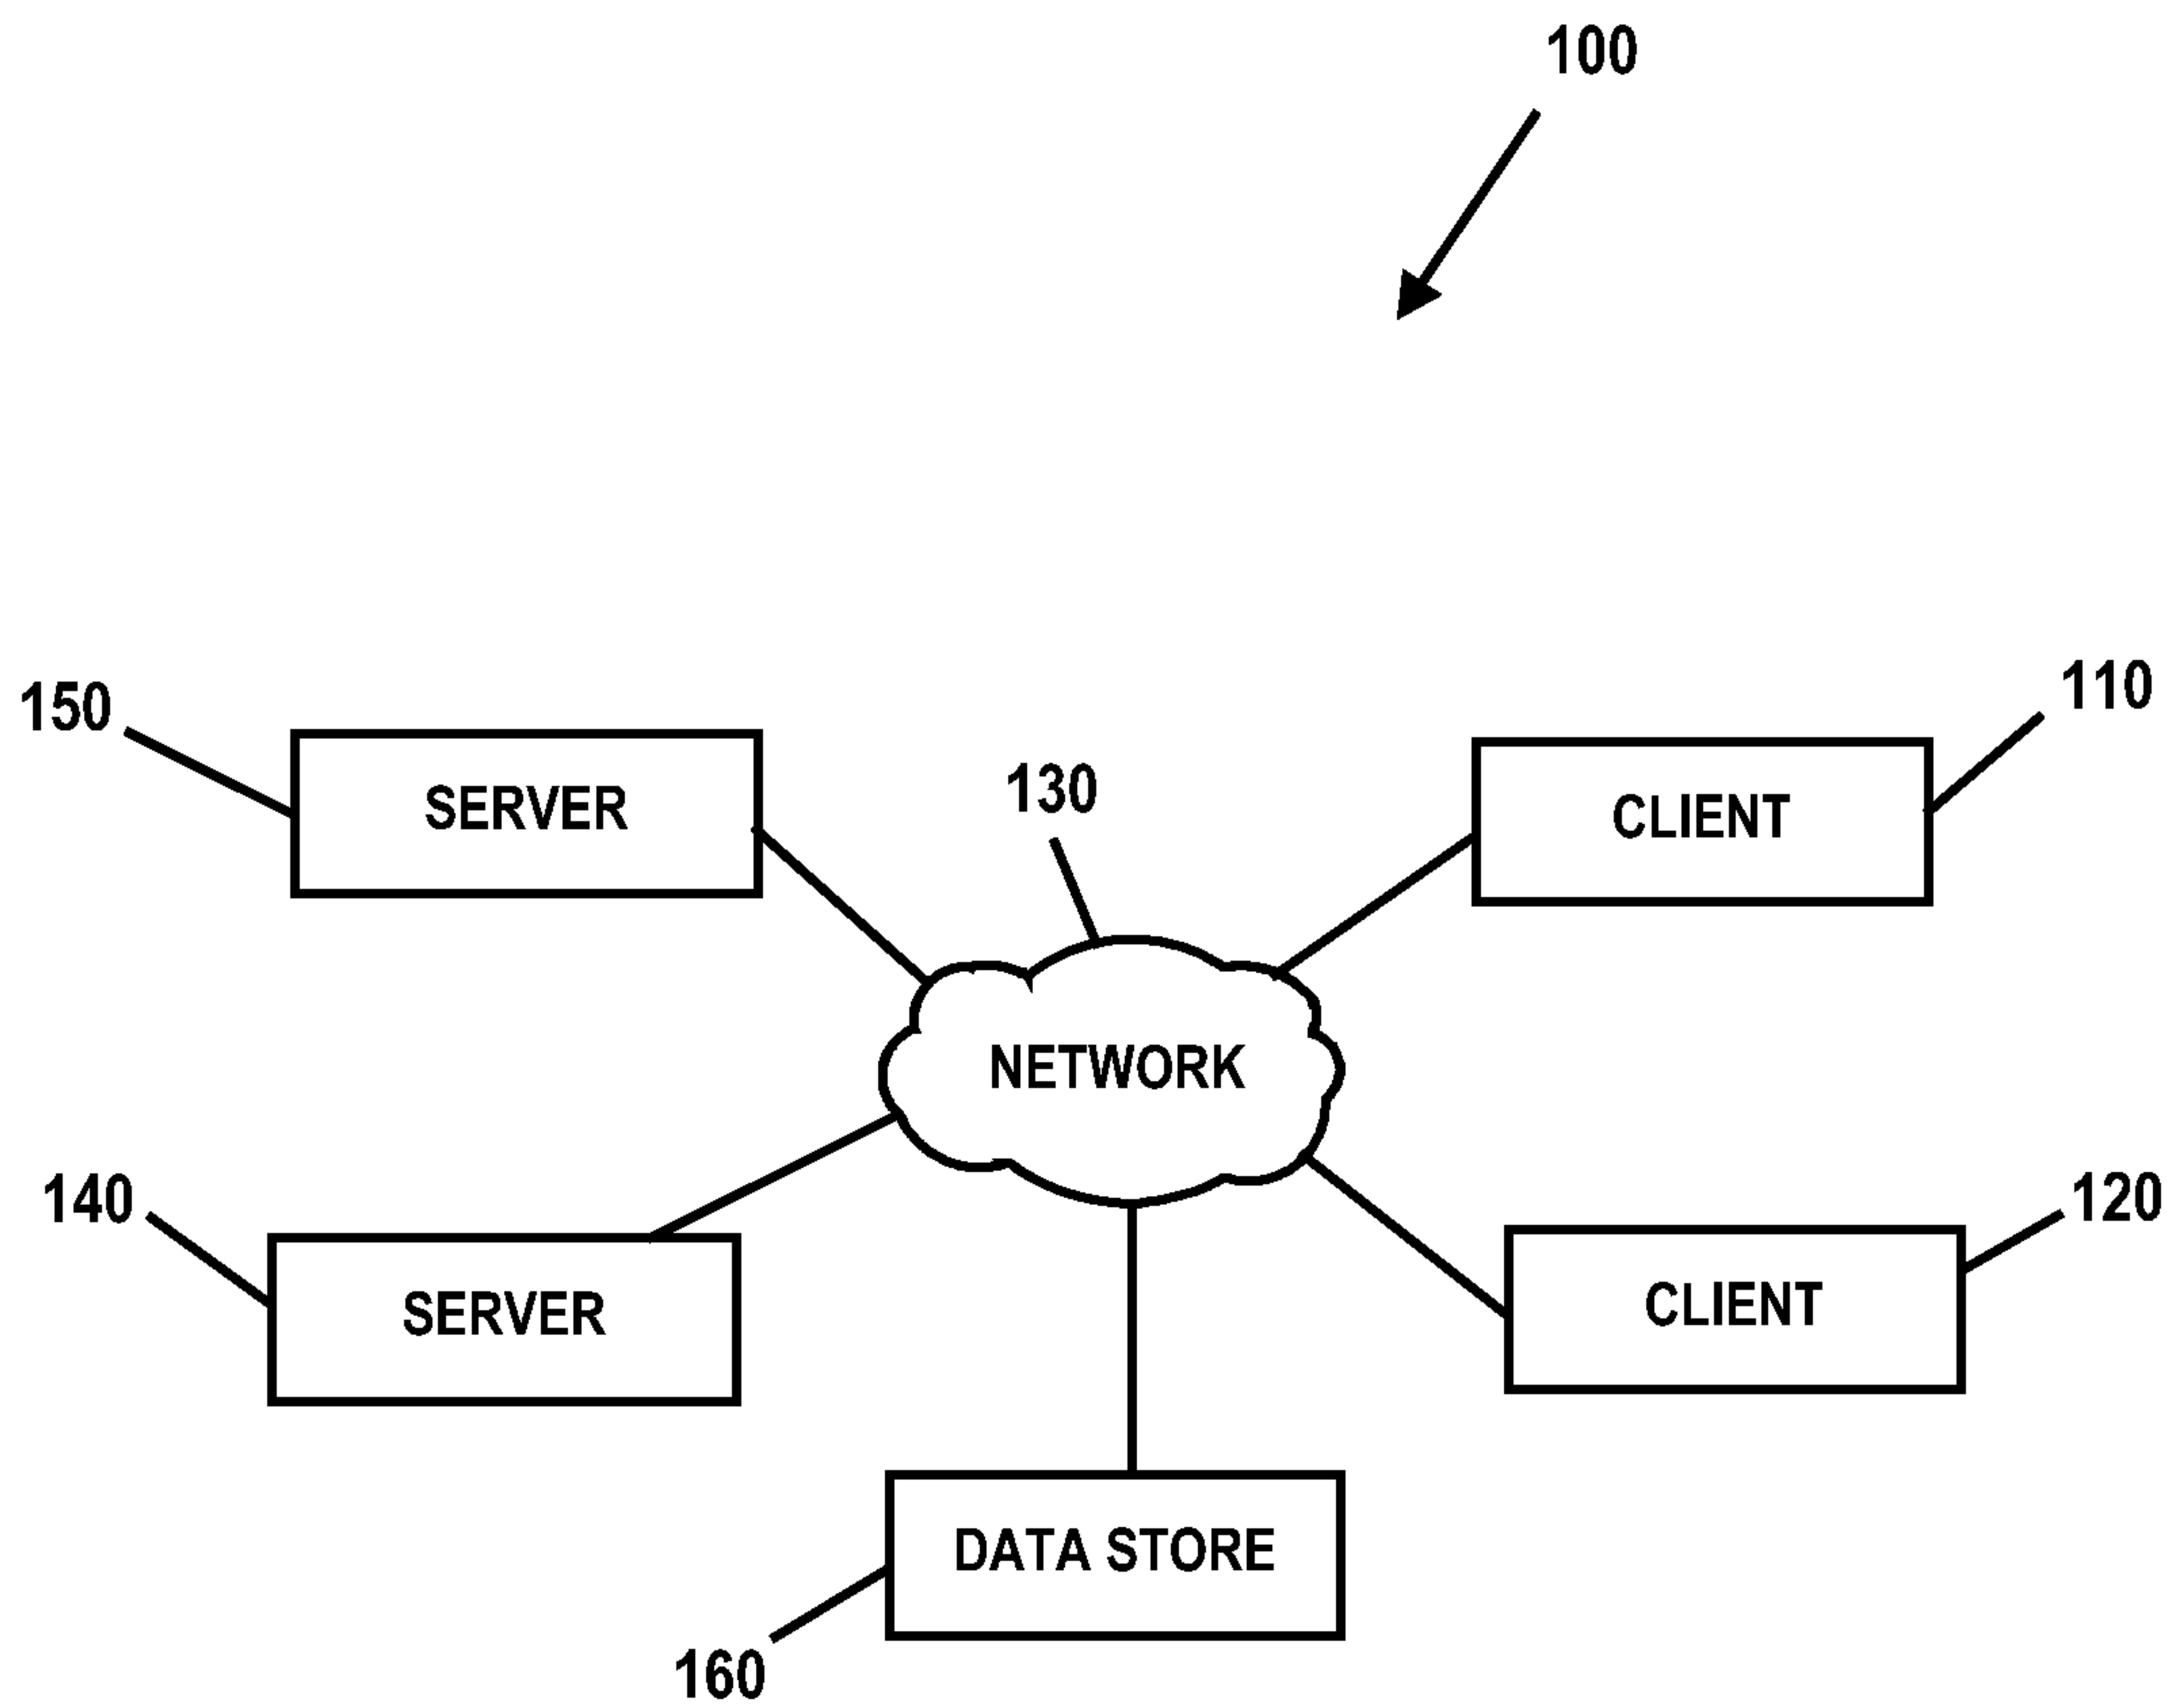 100
150
110
SERVER
130
CLIENT
NETWORK
140
120
SERVER
CLIENT
DATA STORE
160